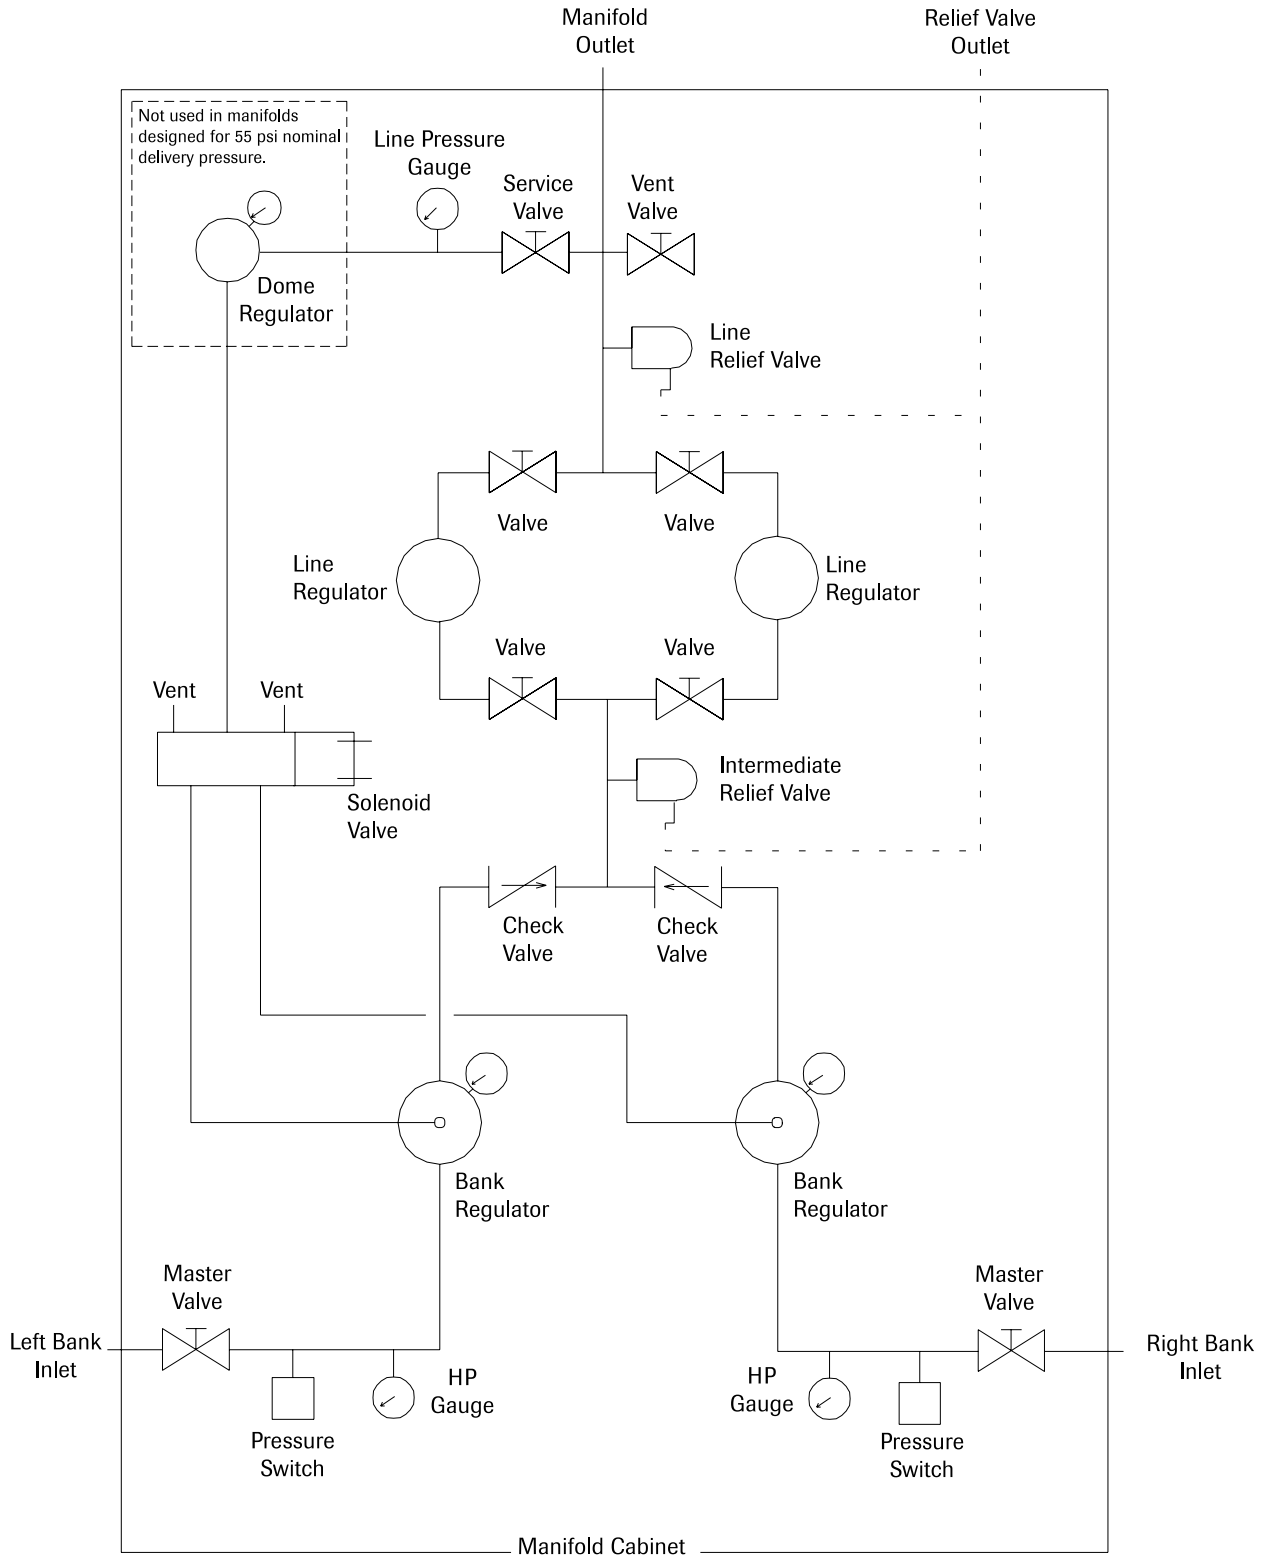 Manifold
Outlet
Relief Valve
Outlet
Not used in manifolds
designed for 55 psi nominal
delivery pressure.
Line Pressure
Gauge
Service
Valve
Vent
Valve
Dome
Regulator
Line
Relief Valve
Valve
Valve
Line
Regulator
Line
Regulator
Valve
Valve
Vent
Vent
Solenoid
Valve
Intermediate
Relief Valve
Check
Valve
Check
Valve
Bank
Regulator
Bank
Regulator
Master
Valve
Master
Valve
Left Bank
Inlet
Right Bank
Inlet
HP
Gauge
HP
Gauge
Pressure
Switch
Pressure
Switch
Manifold Cabinet